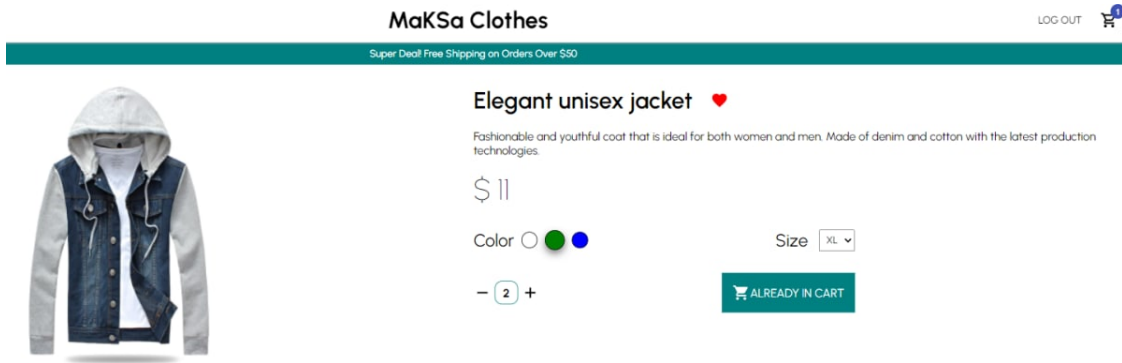 MaKSa Clothes
LOG OUT
1
Super Deal! Free Shipping on Orders Over $50
Elegant unisex jacket
Fashionable and youthful coat that is ideal for both women and men. Made of denim and cotton with the latest production
technologies.
$ 11
Color
Size XL
− 2 +
ALREADY IN CART